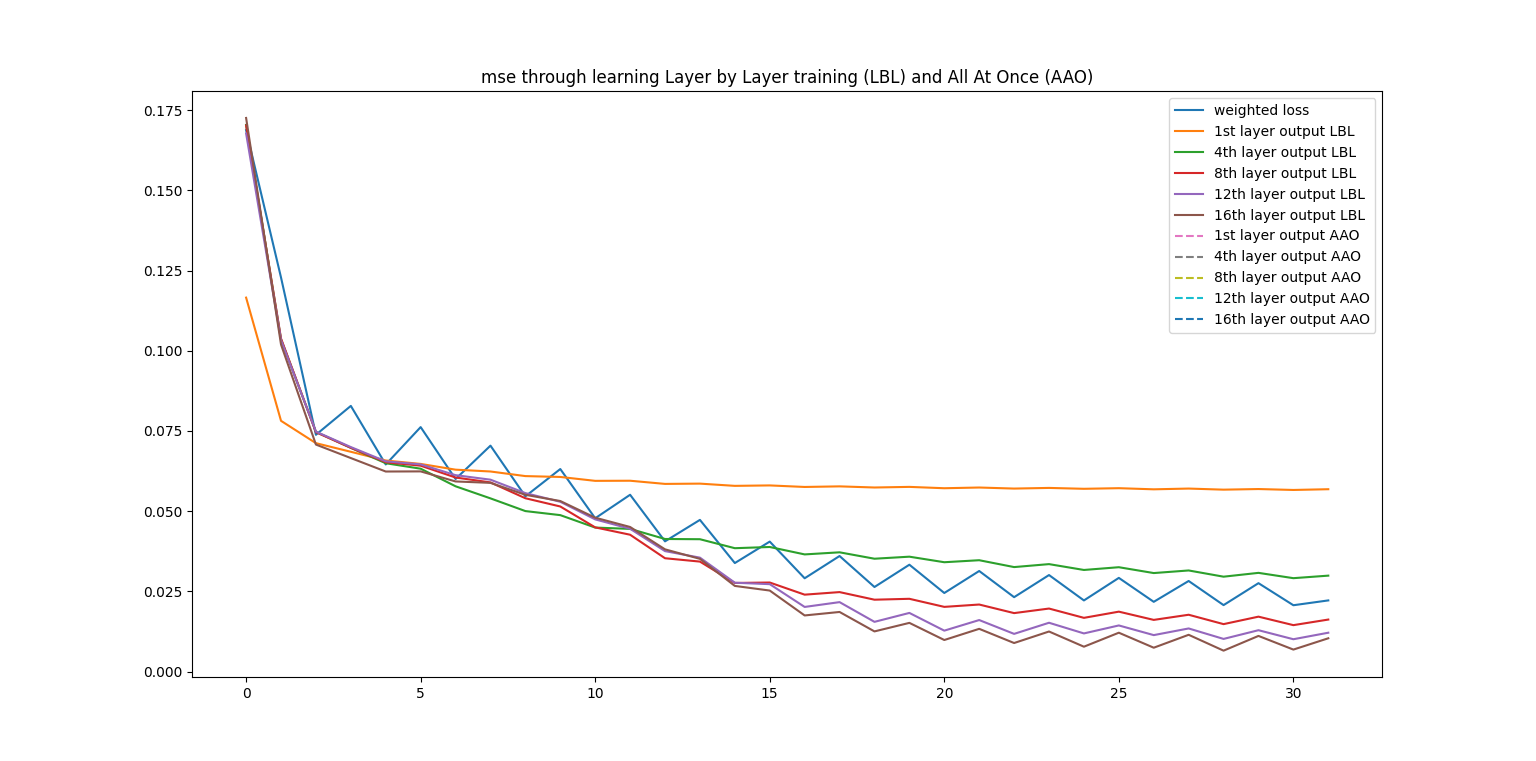 mse through learning Layer by Layer training (LBL) and All At Once (AAO)
0.175
0.150
0.125
0.100
0.075
0.050
0.025
0.000
0 5 10 15 20 25 30
weighted loss
1st layer output LBL
4th layer output LBL
8th layer output LBL
12th layer output LBL
16th layer output LBL
1st layer output AAO
4th layer output AAO
8th layer output AAO
12th layer output AAO
16th layer output AAO